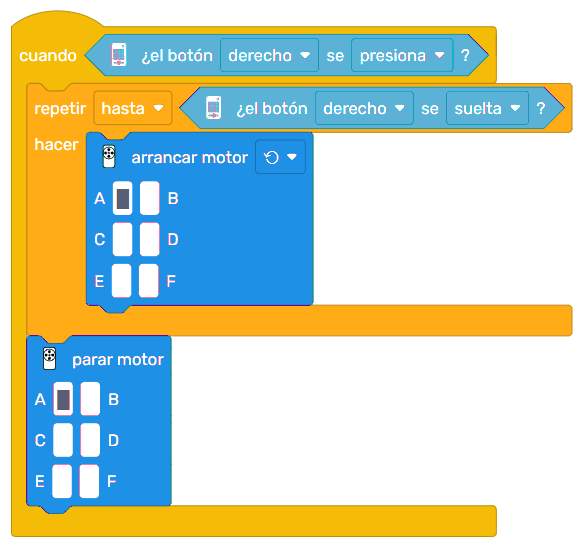 cuando ¿el botón derecho se presiona ?
repetir hasta ¿el botón derecho se suelta ?
hacer
arrancar motor
A B
C D
E F
parar motor
A B
C D
E F